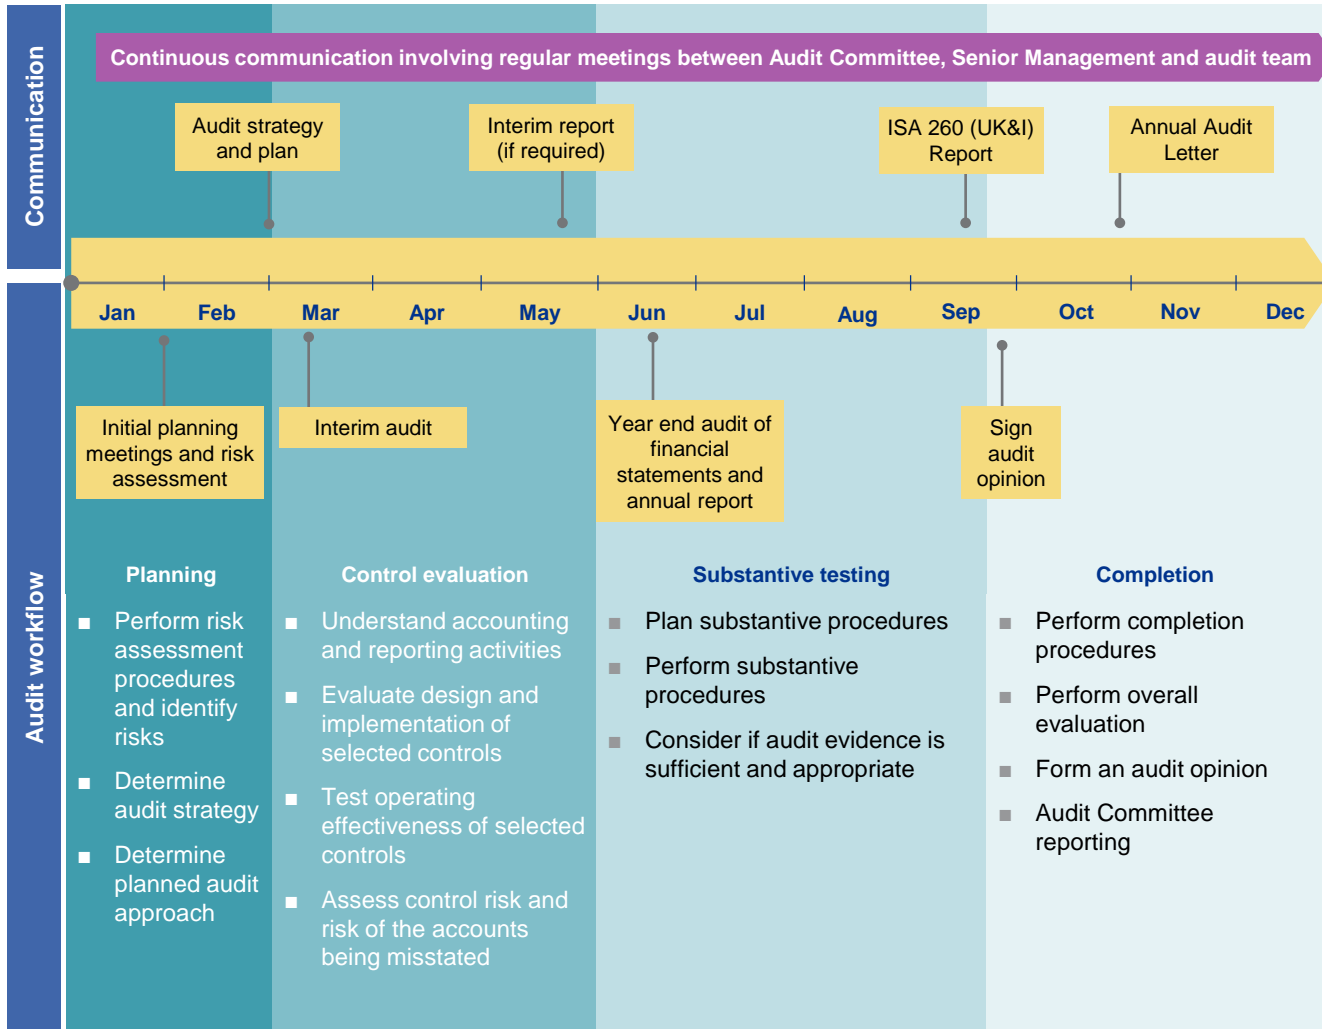 Communication
Continuous communication involving regular meetings between Audit Committee, Senior Management and audit team
Audit strategy
and plan
Interim report
(if required)
ISA 260 (UK&I)
Report
Annual Audit
Letter
Jan
Feb
Mar
Apr
May
Jun
Jul
Aug
Sep
Oct
Nov
Dec
Audit workflow
Initial planning
meetings and risk
assessment
Interim audit
Year end audit of
financial
statements and
annual report
Sign
audit
opinion
Planning
■ Perform risk
assessment
procedures
and identify
risks
■ Determine
audit strategy
■ Determine
planned audit
approach
Control evaluation
■ Understand accounting
and reporting activities
■ Evaluate design and
implementation of
selected controls
■ Test operating
effectiveness of selected
controls
■ Assess control risk and
risk of the accounts
being misstated
Substantive testing
■ Plan substantive procedures
■ Perform substantive
procedures
■ Consider if audit evidence is
sufficient and appropriate
Completion
■ Perform completion
procedures
■ Perform overall
evaluation
■ Form an audit opinion
■ Audit Committee
reporting